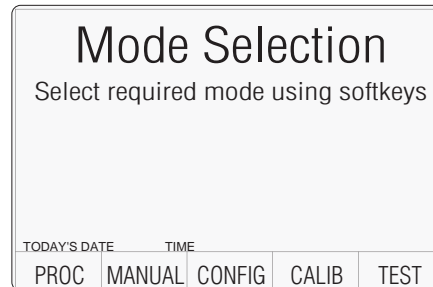 Mode Selection
Select required mode using softkeys
TODAY'S DATE TIME
PROC MANUAL CONFIG CALIB TEST